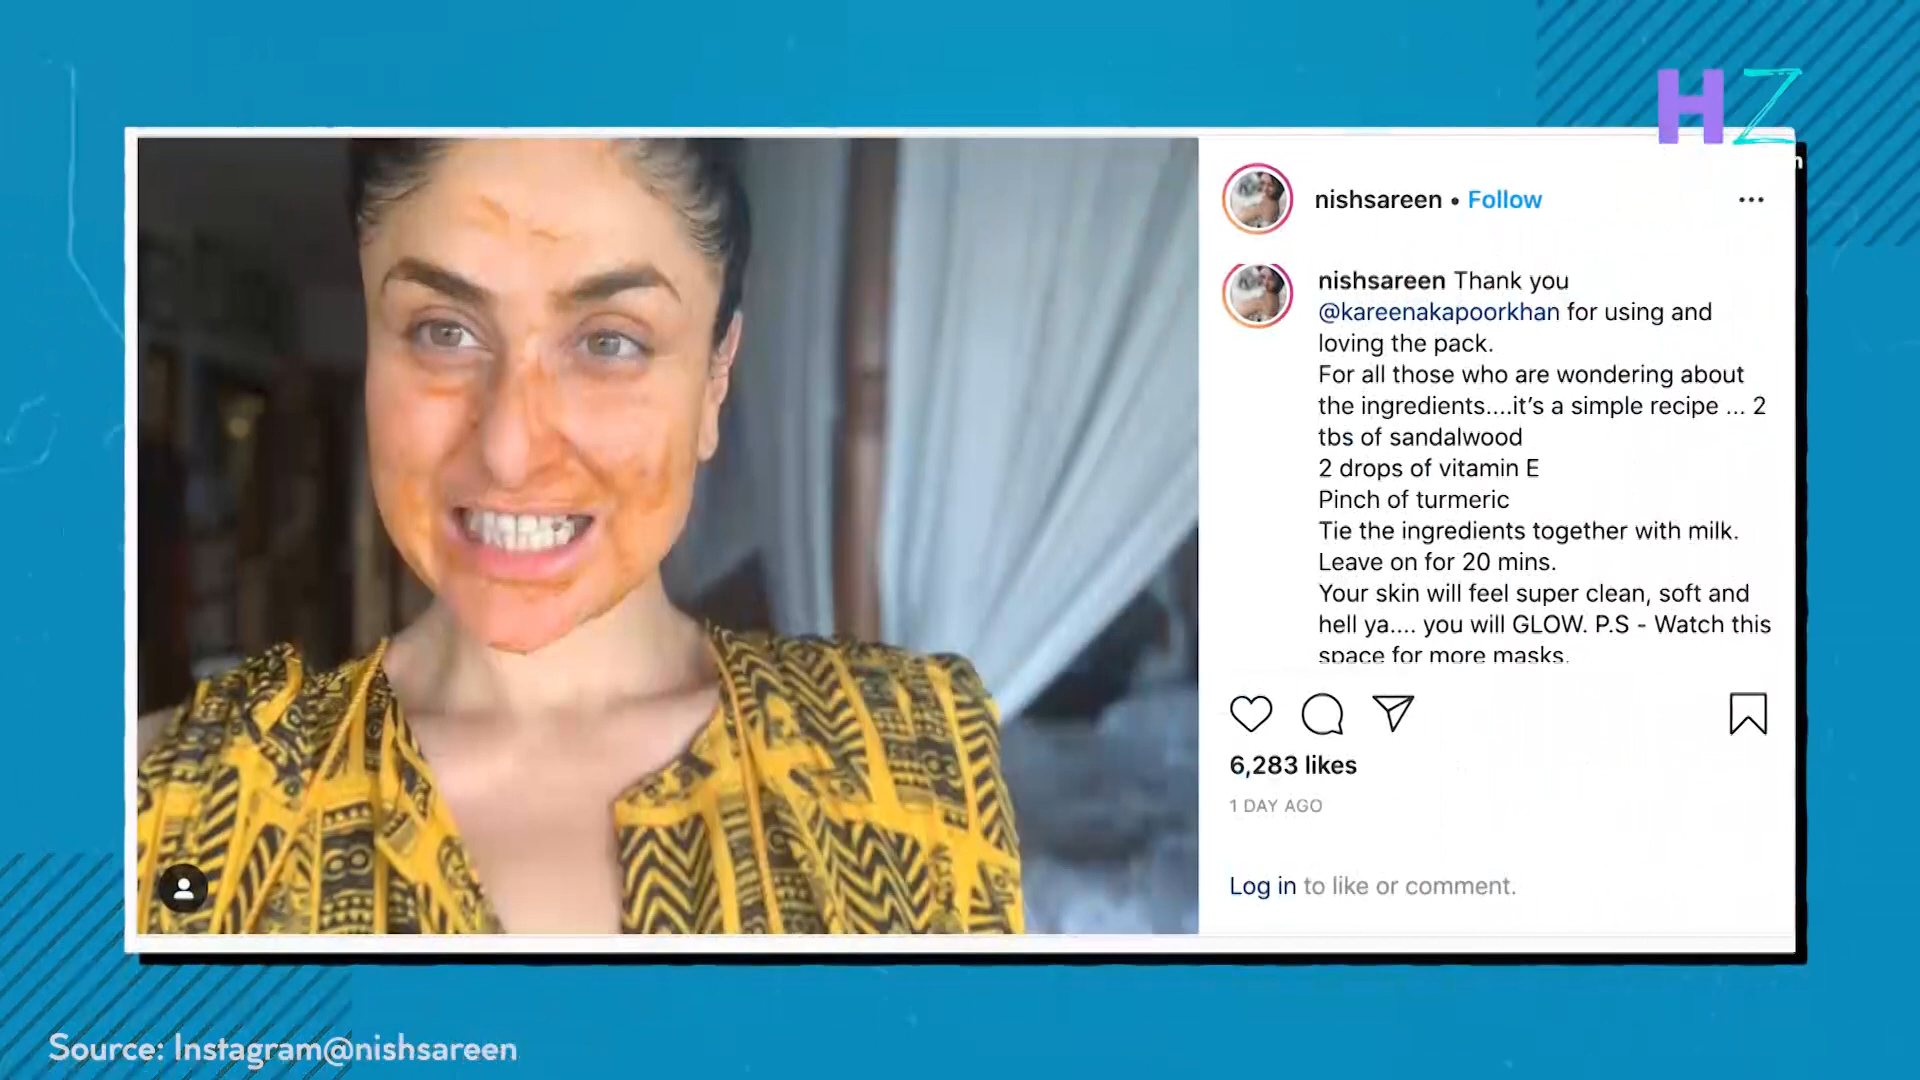 HZ
nishsareen • Follow
nishsareen Thank you
@kareenakapoorkhan for using and
loving the pack.
For all those who are wondering about
the ingredients....it's a simple recipe ... 2
tbs of sandalwood
2 drops of vitamin E
Pinch of turmeric
Tie the ingredients together with milk.
Leave on for 20 mins.
Your skin will feel super clean, soft and
hell ya.... you will GLOW. P.S - Watch this
space for more masks.
6,283 likes
1 DAY AGO
Log in to like or comment.
Source: Instagram@nishsareen